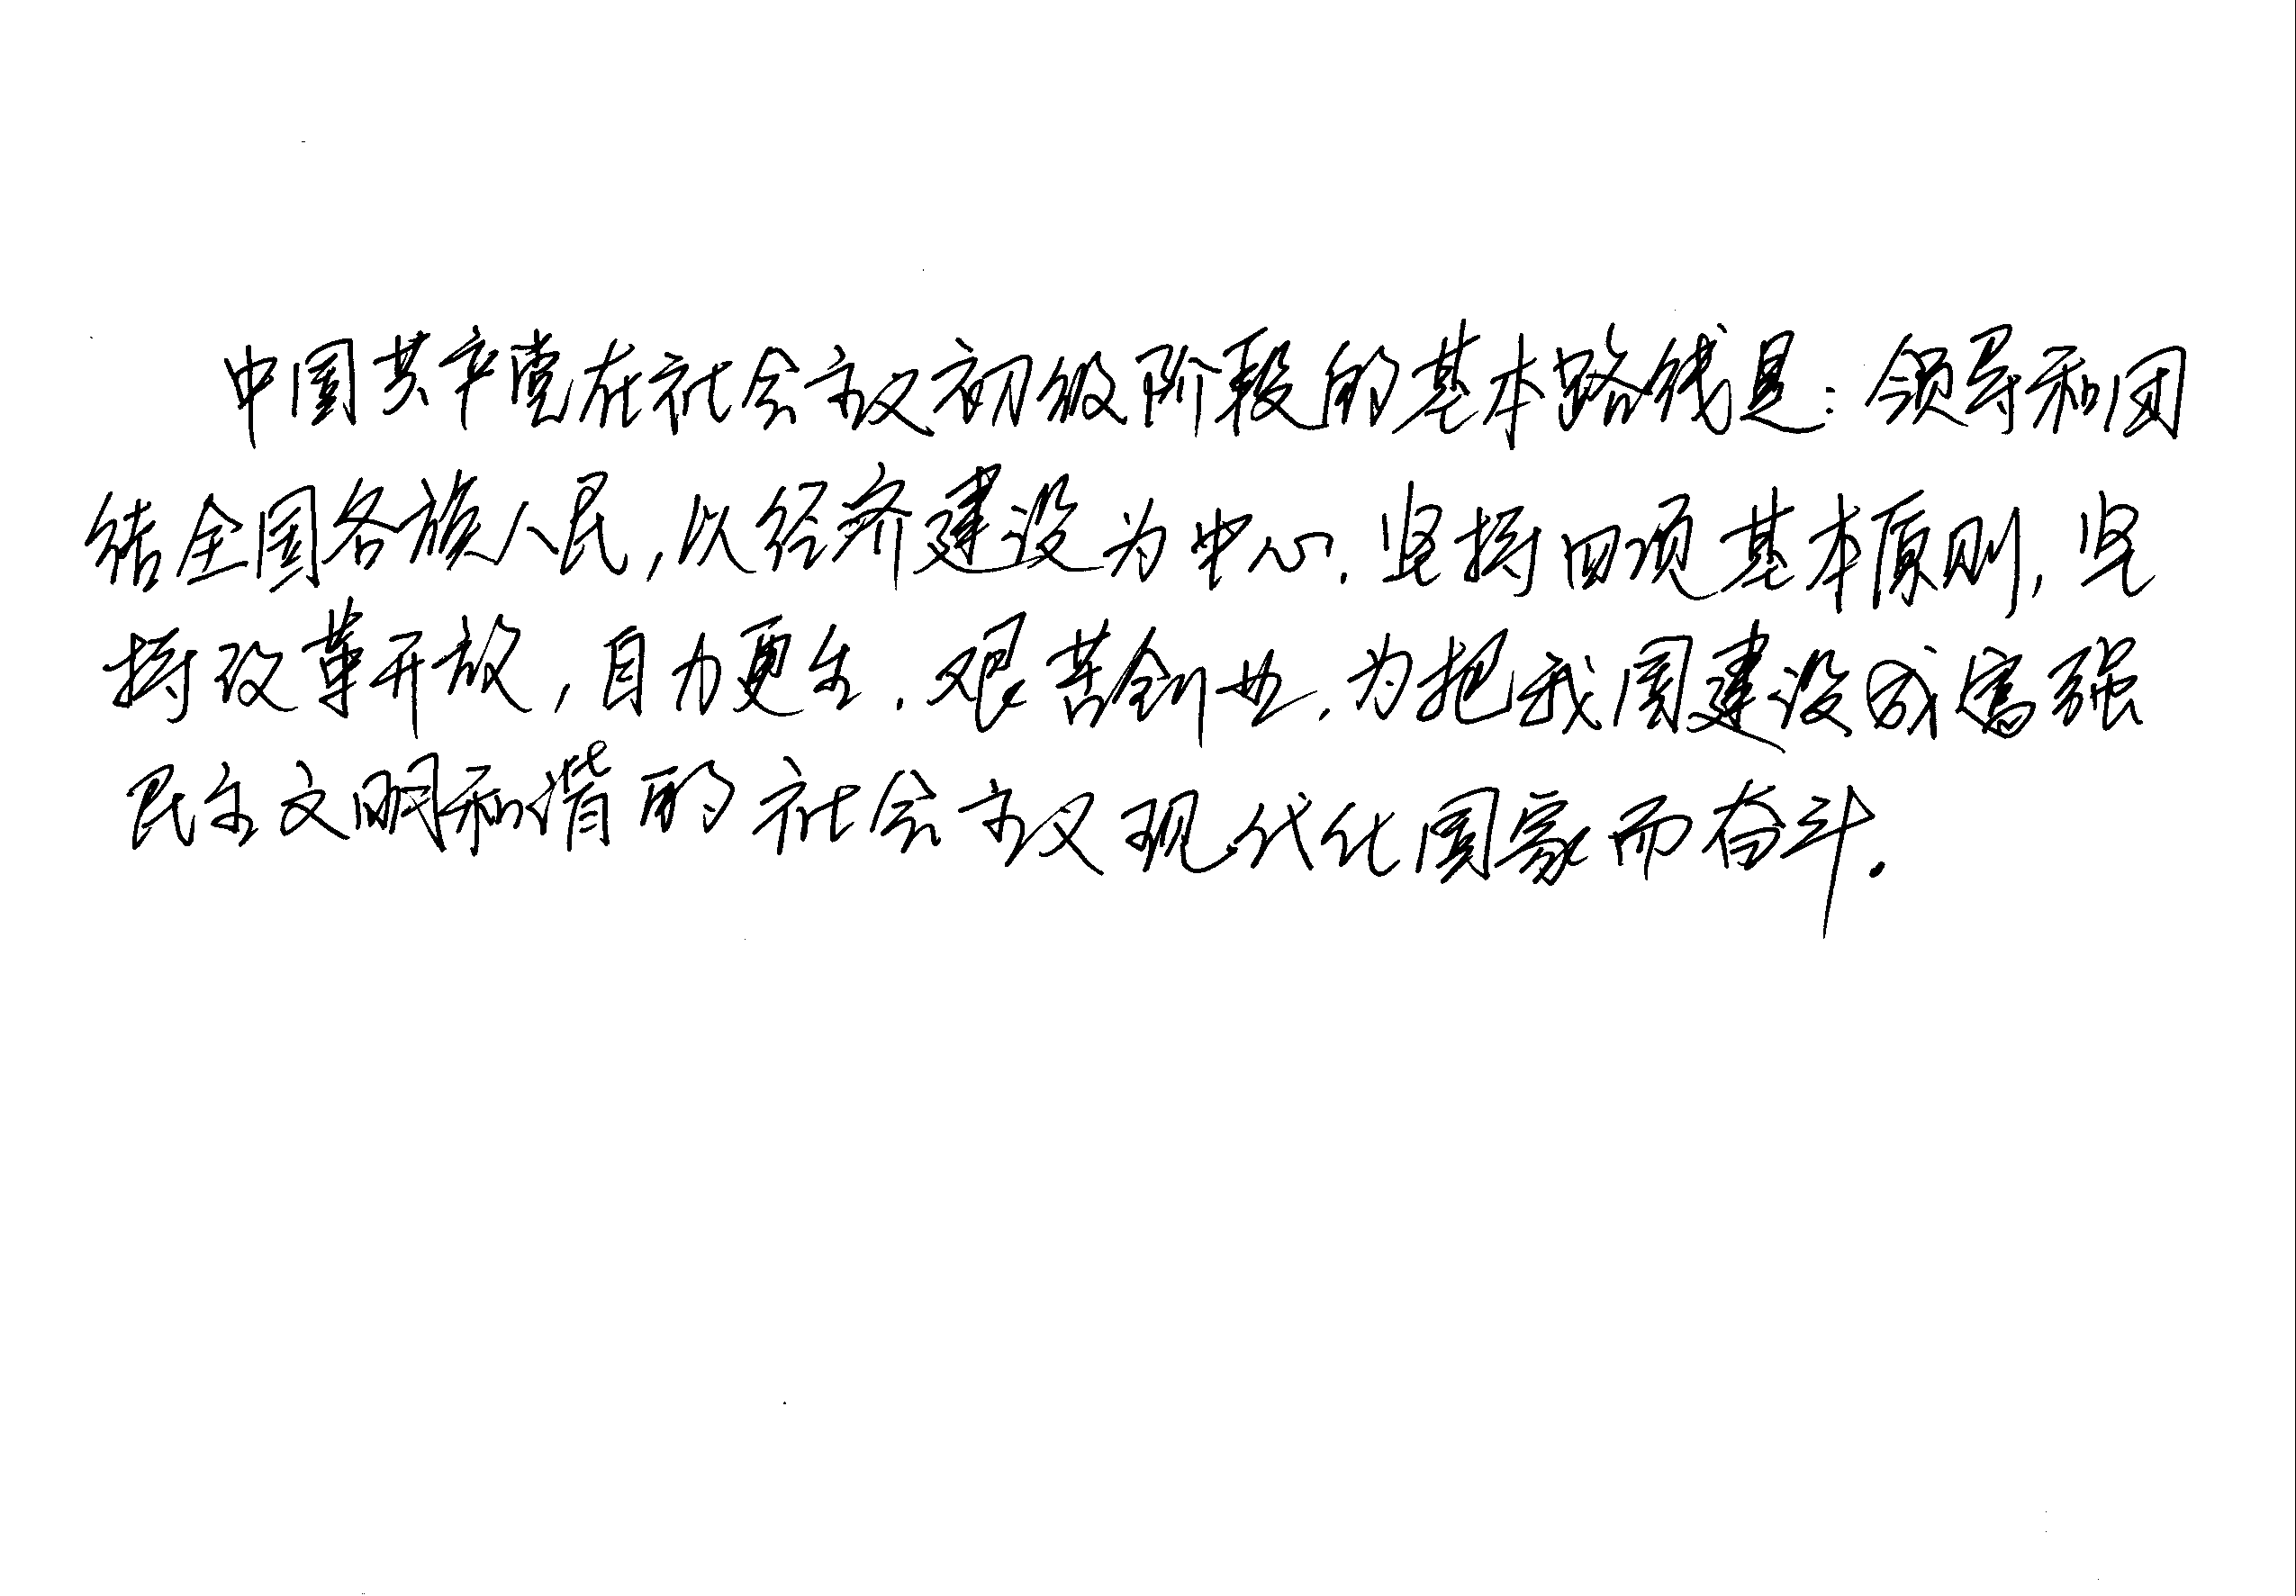 中国共产党在社会主义初级阶段的基本路线是：领导和团
结全国各族人民，以经济建设为中心，坚持四项基本原则，坚
持改革开放，自力更生，艰苦创业，为把我国建设成富强
民主文明和谐的社会主义现代化国家而奋斗.